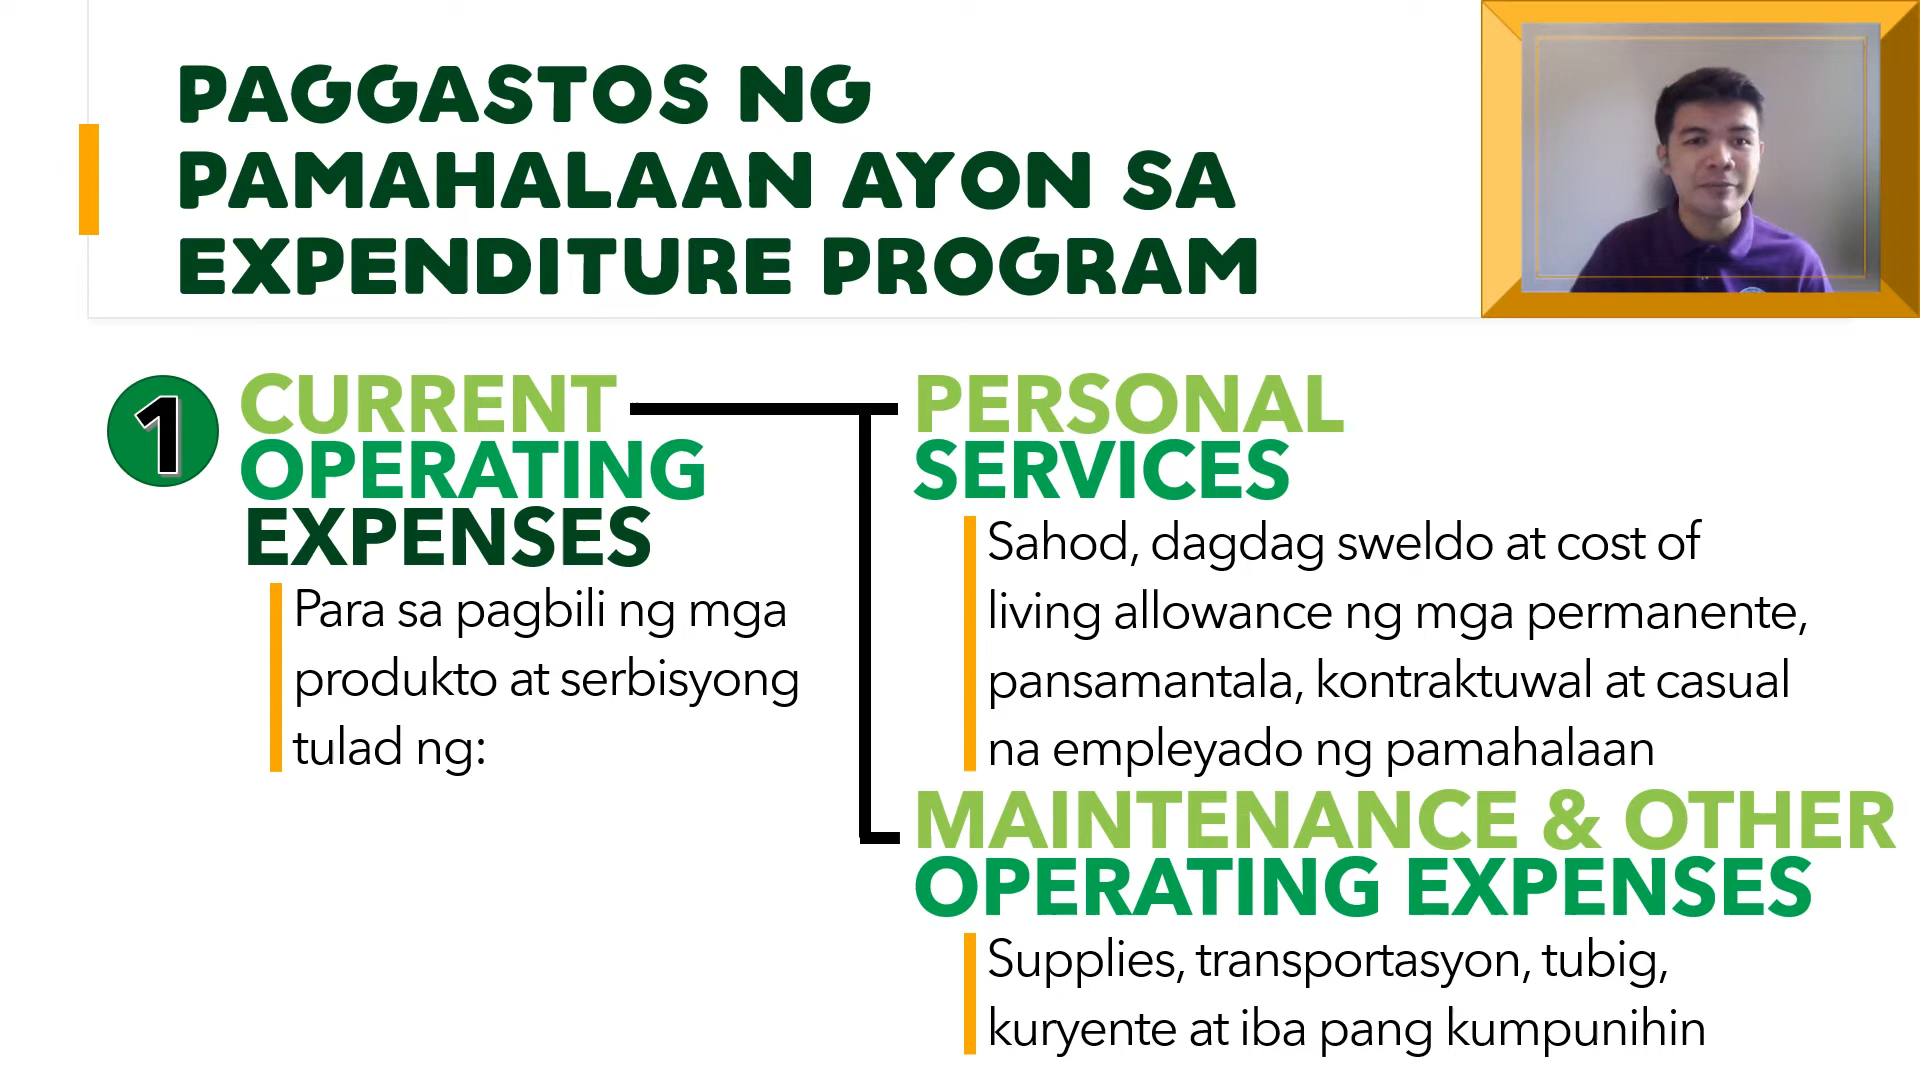 PAGGASTOS NG
PAMAHALAAN AYON SA
EXPENDITURE PROGRAM
1
CURRENT
OPERATING
EXPENSES
Para sa pagbili ng mga
produkto at serbisyong
tulad ng:
PERSONAL
SERVICES
Sahod, dagdag sweldo at cost of
living allowance ng mga permanente,
pansamantala, kontraktuwal at casual
na empleyado ng pamahalaan
MAINTENANCE & OTHER
OPERATING EXPENSES
Supplies, transportasyon, tubig,
kuryente at iba pang kumpunihin